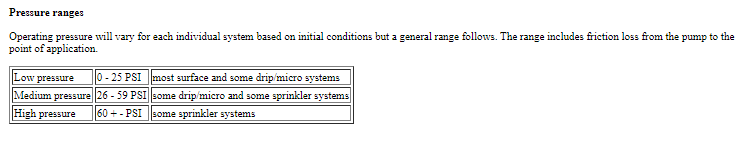 Pressure ranges
Operating pressure will vary for each individual system based on initial conditions but a general range follows. The range includes friction loss from the pump to the
point of application.
Low pressure 0 - 25 PSI most surface and some drip/micro systems
Medium pressure 26 - 59 PSI some drip/micro and some sprinkler systems
High pressure 60 + - PSI some sprinkler systems